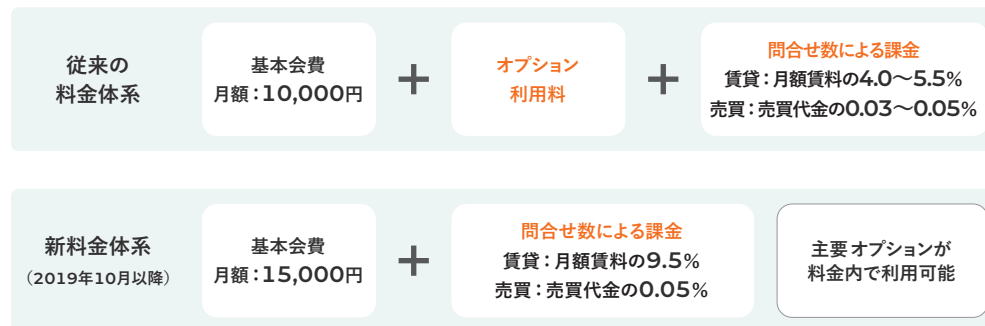 従来の
料金体系
基本会費
月額：10,000円
＋
オプション
利用料
＋
問合せ数による課金
賃貸：月額賃料の4.0〜5.5%
売買：売買代金の0.03〜0.05%
新料金体系
（2019年10月以降）
基本会費
月額：15,000円
＋
問合せ数による課金
賃貸：月額賃料の9.5%
売買：売買代金の0.05%
主要オプションが
料金内で利用可能